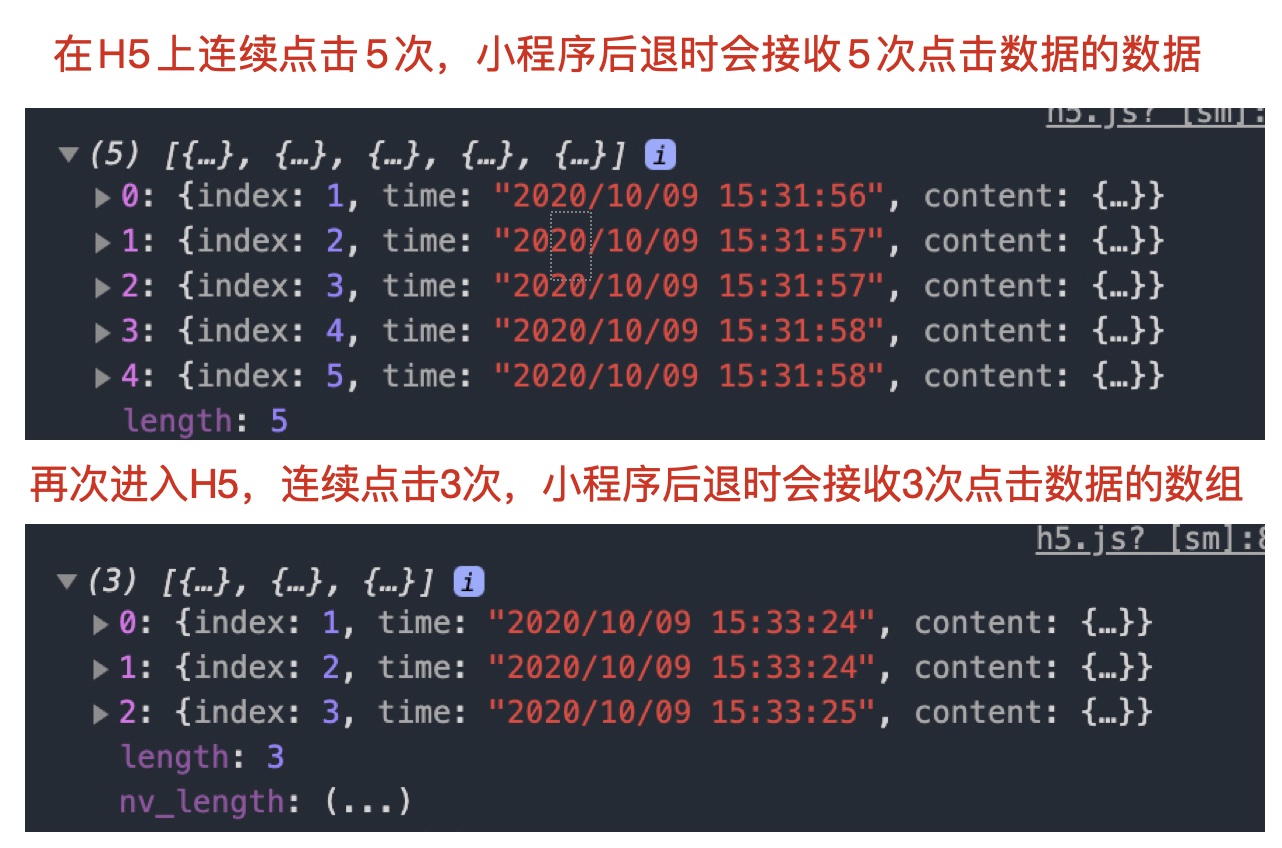 在H5上连续点击5次，小程序后退时会接收5次点击数据的数据
h5.js? [sm]:
▼(5) [{…}, {…}, {…}, {…}, {…}] i
▶0: {index: 1, time: "2020/10/09 15:31:56", content: {…}}
▶1: {index: 2, time: "2020/10/09 15:31:57", content: {…}}
▶2: {index: 3, time: "2020/10/09 15:31:57", content: {…}}
▶3: {index: 4, time: "2020/10/09 15:31:58", content: {…}}
▶4: {index: 5, time: "2020/10/09 15:31:58", content: {…}}
length: 5
再次进入H5，连续点击3次，小程序后退时会接收3次点击数据的数组
h5.js? [sm]:8
▼(3) [{…}, {…}, {…}] i
▶0: {index: 1, time: "2020/10/09 15:33:24", content: {…}}
▶1: {index: 2, time: "2020/10/09 15:33:24", content: {…}}
▶2: {index: 3, time: "2020/10/09 15:33:25", content: {…}}
length: 3
nv_length: (...)